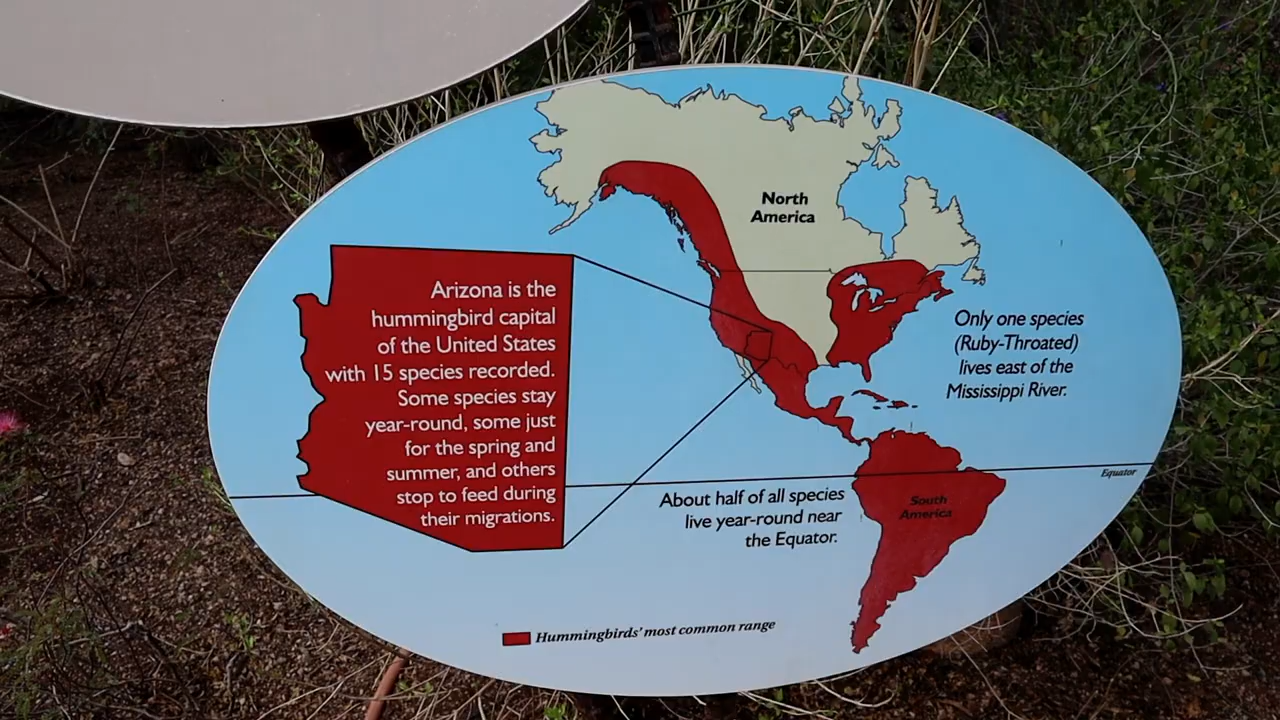 North
America
Arizona is the
hummingbird capital
of the United States
with 15 species recorded.
Some species stay
year-round, some just
for the spring and
summer, and others
stop to feed during
their migrations.
Only one species
(Ruby-Throated)
lives east of the
Mississippi River.
Equator
About half of all species
live year-round near
the Equator.
South
America
Hummingbirds' most common range